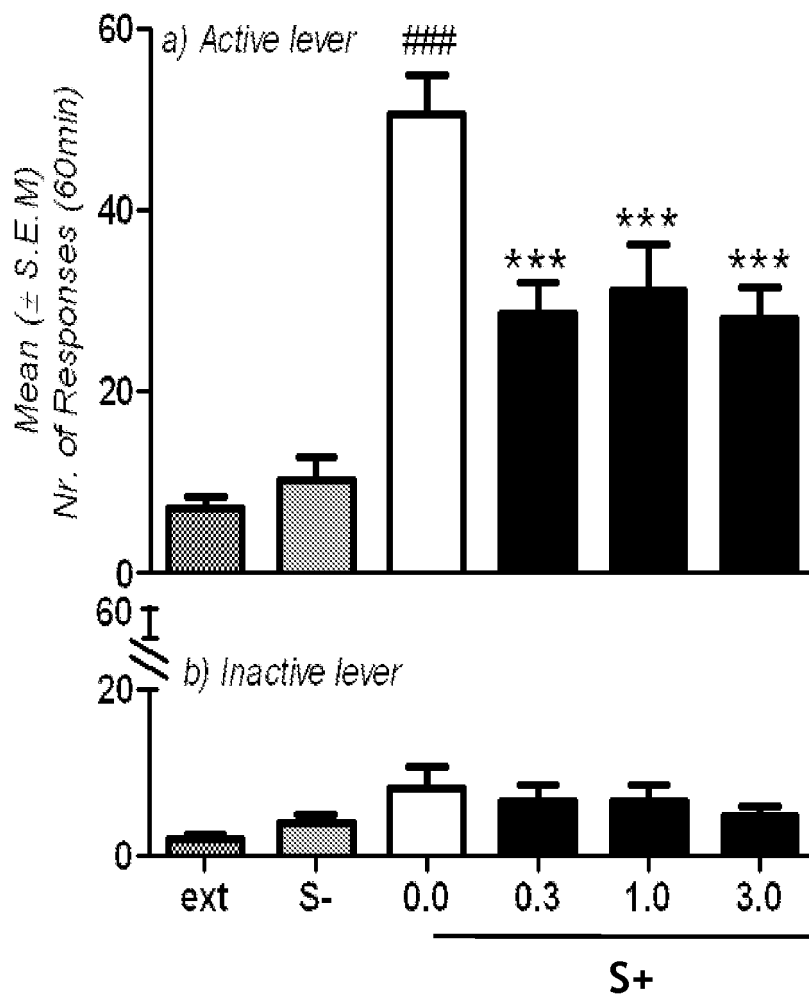 60
a) Active lever
###
40
***
***
***
20
0
Mean (± S.E.M)
Nr. of Responses (60min)
60
b) Inactive lever
20
0
ext S- 0.0 0.3 1.0 3.0
S+